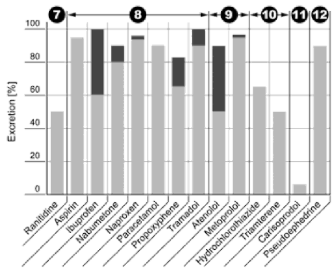 7 8 9 10 11 12
100
80
60
40
20
0
Excretion [%]
Ranitidine
Aspirin
Ibuprofen
Nabumetone
Naproxen
Paracetamol
Propoxyphene
Tramadol
Atenolol
Metoprolol
Hydrochlorothiazide
Triamterene
Carisoprodol
Pseudoephedrine